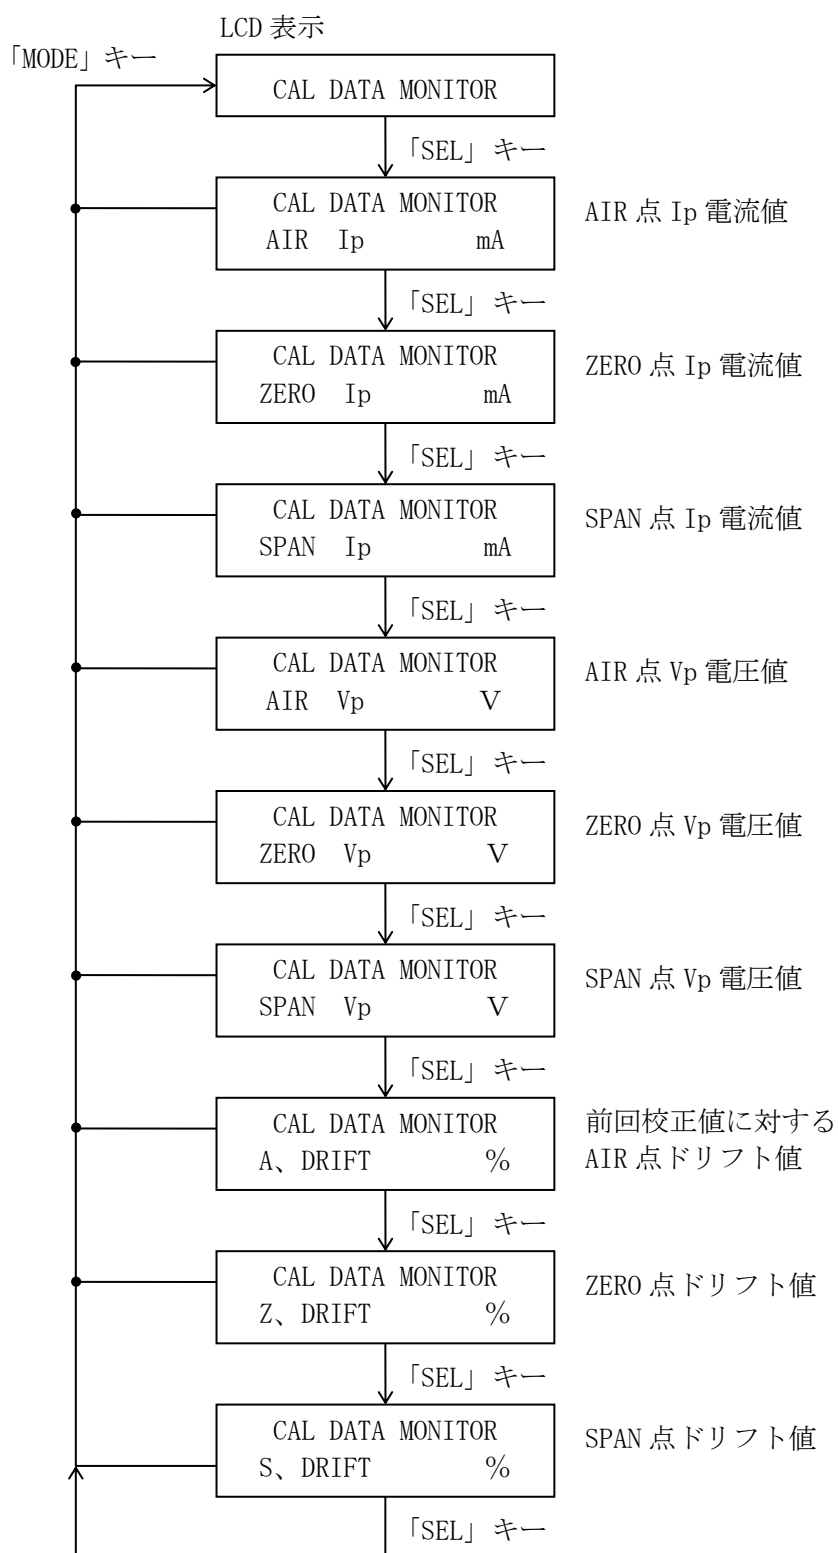 LCD 表示
「MODE」キー
CAL DATA MONITOR
「SEL」キー
CAL DATA MONITOR
AIR Ip mA
AIR 点 Ip 電流値
「SEL」キー
CAL DATA MONITOR
ZERO Ip mA
ZERO 点 Ip 電流値
「SEL」キー
CAL DATA MONITOR
SPAN Ip mA
SPAN 点 Ip 電流値
「SEL」キー
CAL DATA MONITOR
AIR Vp V
AIR 点 Vp 電圧値
「SEL」キー
CAL DATA MONITOR
ZERO Vp V
ZERO 点 Vp 電圧値
「SEL」キー
CAL DATA MONITOR
SPAN Vp V
SPAN 点 Vp 電圧値
「SEL」キー
CAL DATA MONITOR
A、DRIFT %
前回校正値に対する
AIR 点ドリフト値
「SEL」キー
CAL DATA MONITOR
Z、DRIFT %
ZERO 点ドリフト値
「SEL」キー
CAL DATA MONITOR
S、DRIFT %
SPAN 点ドリフト値
「SEL」キー